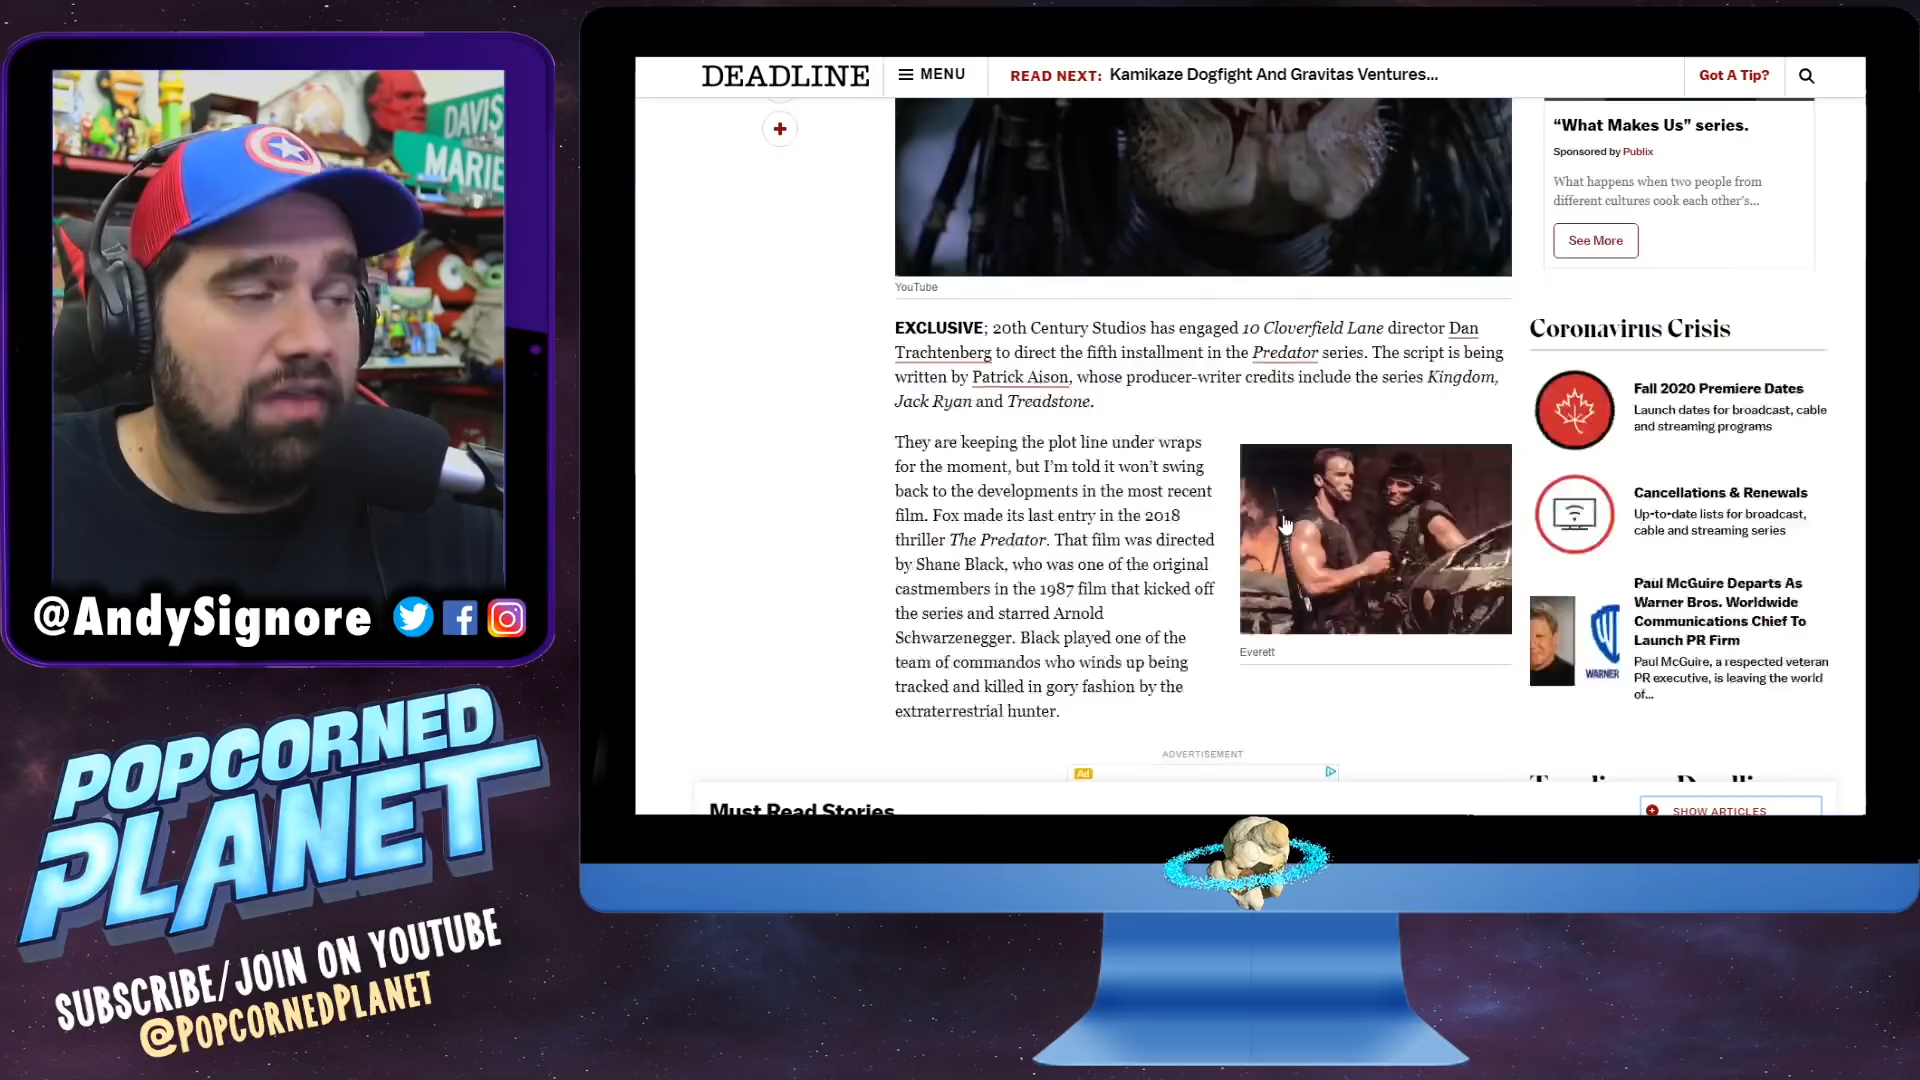 DAVIS
MARIE
@AndySignore
POPCORNED
PLANET
SUBSCRIBE/JOIN ON YOUTUBE
@POPCORNEDPLANET
DEADLINE
MENU
READ NEXT: Kamikaze Dogfight And Gravitas Ventures...
Got A Tip?
YouTube
EXCLUSIVE; 20th Century Studios has engaged 10 Cloverfield Lane director Dan
Trachtenberg to direct the fifth installment in the Predator series. The script is being
written by Patrick Aison, whose producer-writer credits include the series Kingdom,
Jack Ryan and Treadstone.
They are keeping the plot line under wraps
for the moment, but I'm told it won't swing
back to the developments in the most recent
film. Fox made its last entry in the 2018
thriller The Predator. That film was directed
by Shane Black, who was one of the original
castmembers in the 1987 film that kicked off
the series and starred Arnold
Schwarzenegger. Black played one of the
team of commandos who winds up being
tracked and killed in gory fashion by the
extraterrestrial hunter.
Everett
ADVERTISEMENT
Ad
Must Read Stories
SHOW ARTICLES
"What Makes Us" series.
Sponsored by Publix
What happens when two people from
different cultures cook each other's...
See More
Coronavirus Crisis
Fall 2020 Premiere Dates
Launch dates for broadcast, cable
and streaming programs
Cancellations & Renewals
Up-to-date lists for broadcast,
cable and streaming series
Paul McGuire Departs As
Warner Bros. Worldwide
Communications Chief To
Launch PR Firm
Paul McGuire, a respected veteran
PR executive, is leaving the world
of...
WARNER